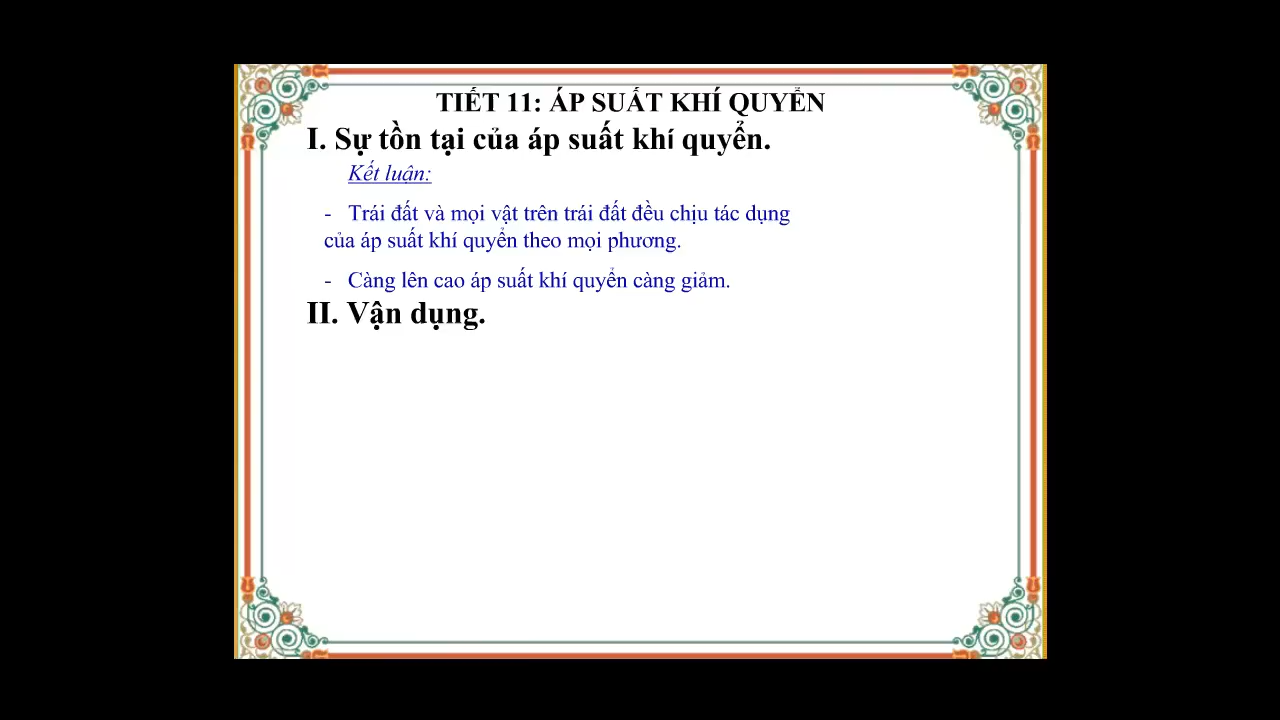 TIẾT 11: ÁP SUẤT KHÍ QUYỂN
I. Sự tồn tại của áp suất khí quyển.
Kết luận:
- Trái đất và mọi vật trên trái đất đều chịu tác dụng
của áp suất khí quyển theo mọi phương.
- Càng lên cao áp suất khí quyển càng giảm.
II. Vận dụng.